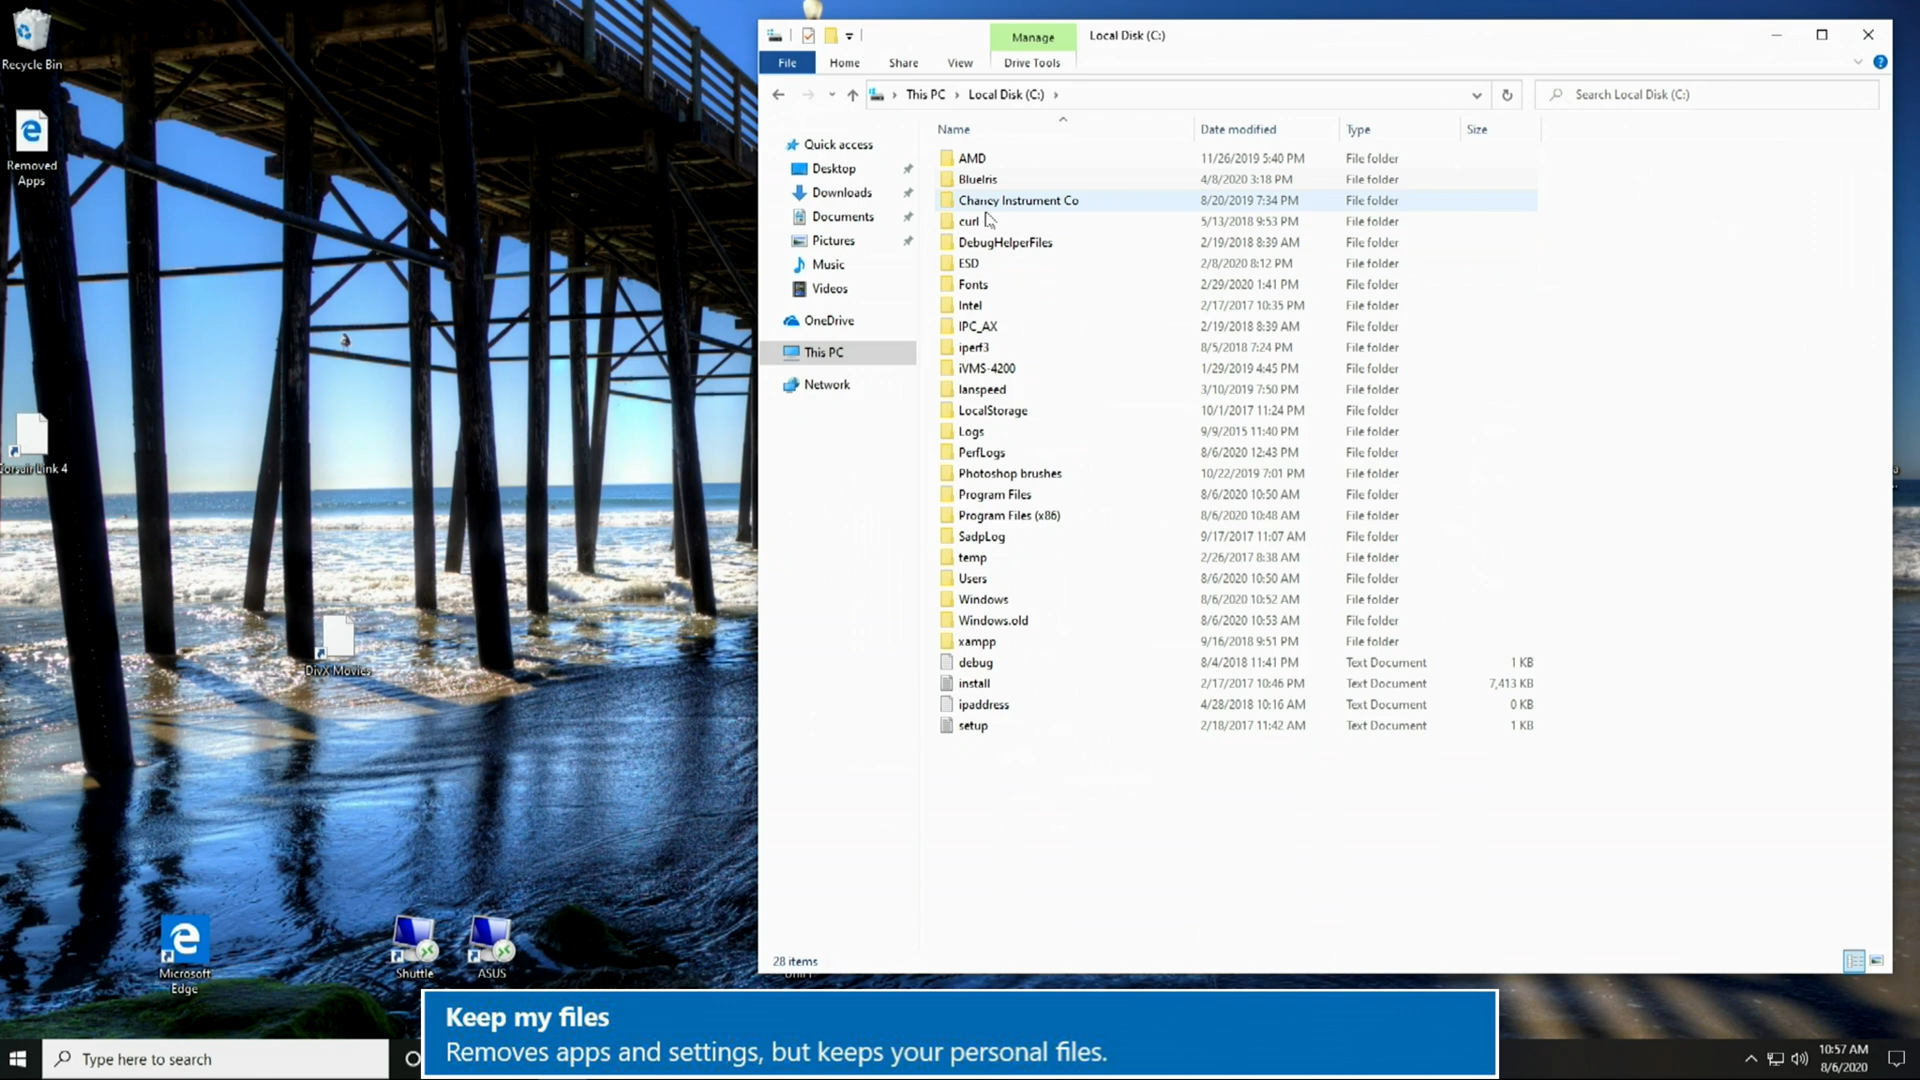 Recycle Bin
Removed
Apps
Corsair Link 4
DivX Movies
Microsoft
Edge
Shuttle
ASUS
Manage
Local Disk (C:)
File
Home
Share
View
Drive Tools
This PC
Local Disk (C:)
Search Local Disk (C:)
Quick access
Desktop
Downloads
Documents
Pictures
Music
Videos
OneDrive
This PC
Network
Name Date modified Type Size
AMD 11/26/2019 5:40 PM File folder
BlueIris 4/8/2020 3:18 PM File folder
Chaney Instrument Co 8/20/2019 7:34 PM File folder
curl 5/13/2018 9:53 PM File folder
DebugHelperFiles 2/19/2018 8:39 AM File folder
ESD 2/8/2020 8:12 PM File folder
Fonts 2/29/2020 1:41 PM File folder
Intel 2/17/2017 10:35 PM File folder
IPC_AX 2/19/2018 8:39 AM File folder
iperf3 8/5/2018 7:24 PM File folder
iVMS-4200 1/29/2019 4:45 PM File folder
lanspeed 3/10/2019 7:50 PM File folder
LocalStorage 10/1/2017 11:24 PM File folder
Logs 9/9/2015 11:40 PM File folder
PerfLogs 8/6/2020 12:43 PM File folder
Photoshop brushes 10/22/2019 7:01 PM File folder
Program Files 8/6/2020 10:50 AM File folder
Program Files (x86) 8/6/2020 10:48 AM File folder
SadpLog 9/17/2017 11:07 AM File folder
temp 2/26/2017 8:38 AM File folder
Users 8/6/2020 10:50 AM File folder
Windows 8/6/2020 10:52 AM File folder
Windows.old 8/6/2020 10:53 AM File folder
xampp 9/16/2018 9:51 PM File folder
debug 8/4/2018 11:41 PM Text Document 1 KB
install 2/17/2017 10:46 PM Text Document 7,413 KB
ipaddress 4/28/2018 10:16 AM Text Document 0 KB
setup 2/18/2017 11:42 AM Text Document 1 KB
28 items
Keep my files
Removes apps and settings, but keeps your personal files.
Type here to search
10:57 AM
8/6/2020